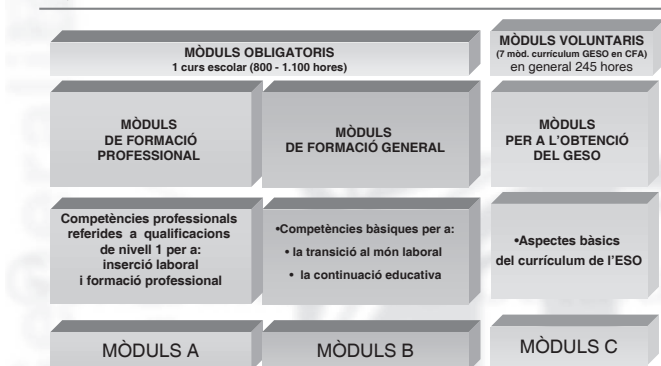 MÒDULS OBLIGATORIS
1 curs escolar (800 - 1.100 hores)
MÒDULS VOLUNTARIS
(7 mòd. currículum GESO en CFA)
en general 245 hores
MÒDULS
DE FORMACIÓ
PROFESSIONAL
MÒDULS
DE FORMACIÓ GENERAL
MÒDULS
PER A L'OBTENCIÓ
DEL GESO
Competències professionals
referides a qualificacions
de nivell 1 per a:
inserció laboral
i formació professional
•Competències bàsiques per a:
• la transició al món laboral
• la continuació educativa
•Aspectes bàsics
del currículum de l'ESO
MÒDULS A
MÒDULS B
MÒDULS C